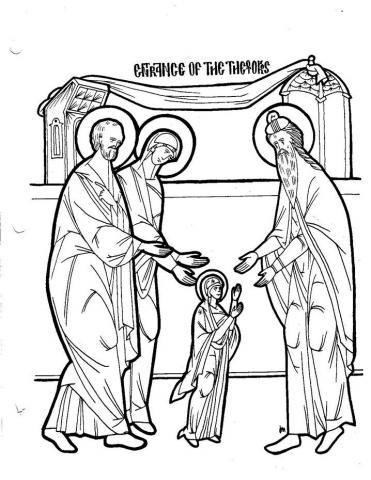 ENTRANCE OF THE THEOTOKOS